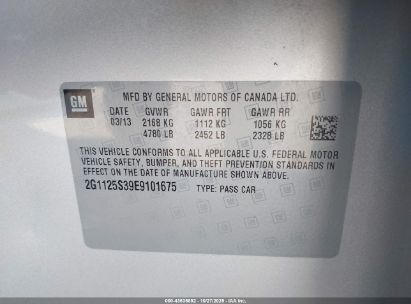 GM
MFD BY GENERAL MOTORS OF CANADA LTD.
DATE GVWR GAWR FRT GAWR RR
03/13 2168 KG 1112 KG 1056 KG
4780 LB 2452 LB 2328 LB
THIS VEHICLE CONFORMS TO ALL APPLICABLE U.S. FEDERAL MOTOR
VEHICLE SAFETY, BUMPER, AND THEFT PREVENTION STANDARDS IN
EFFECT ON THE DATE OF MANUFACTURE SHOWN ABOVE.
2G1125S39E9101675 TYPE: PASS CAR